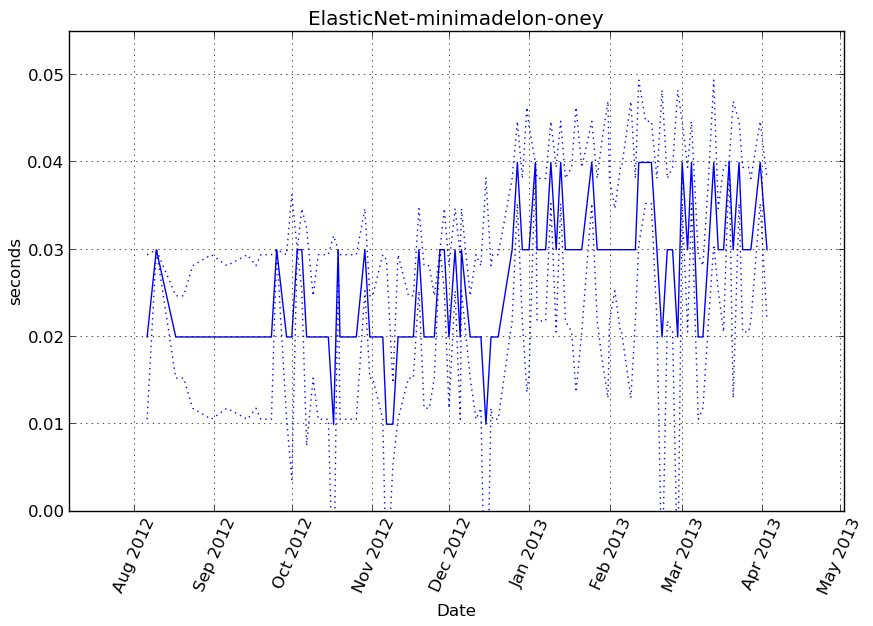 ElasticNet-minimadelon-oney
0.05
0.04
0.03
0.02
0.01
0.00
seconds
Aug 2012
Sep 2012
Oct 2012
Nov 2012
Dec 2012
Jan 2013
Feb 2013
Mar 2013
Apr 2013
May 2013
Date